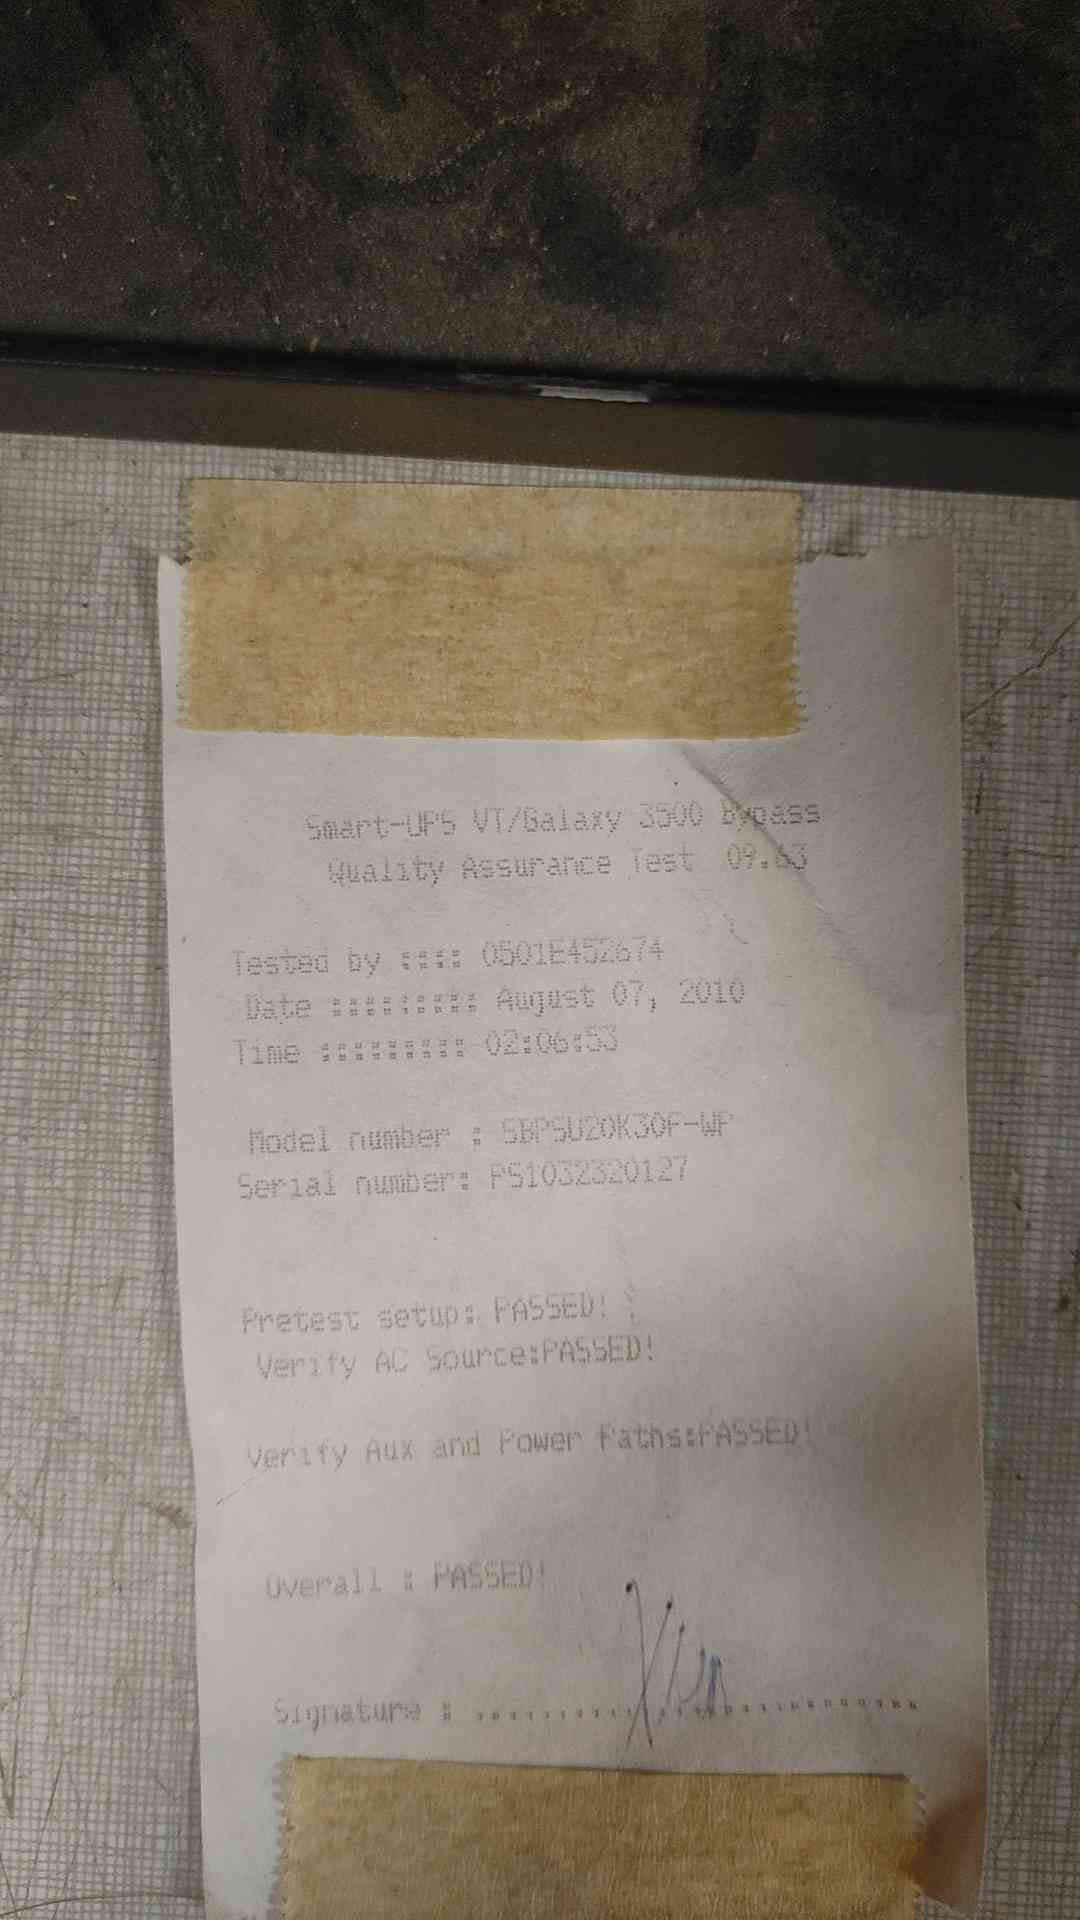 Smart-UPS VT/Galaxy 3500 Bypass
Quality Assurance Test 09.63
Tested by :::: 0501E452674
Date ::::::::: August 07, 2010
Time ::::::::: 02:06:53
Model number : SBPSU20K30F-WP
Serial number: PS1032320127
Pretest setup: PASSED!
Verify AC Source:PASSED!
Verify Aux and Power Paths:PASSED!
Overall : PASSED!
Signature : ................................